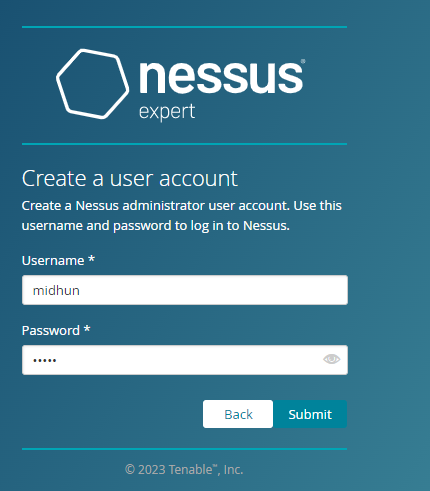 nessus®
expert
Create a user account
Create a Nessus administrator user account. Use this
username and password to log in to Nessus.
Username *
midhun
Password *
•••••
Back Submit
© 2023 Tenable™, Inc.